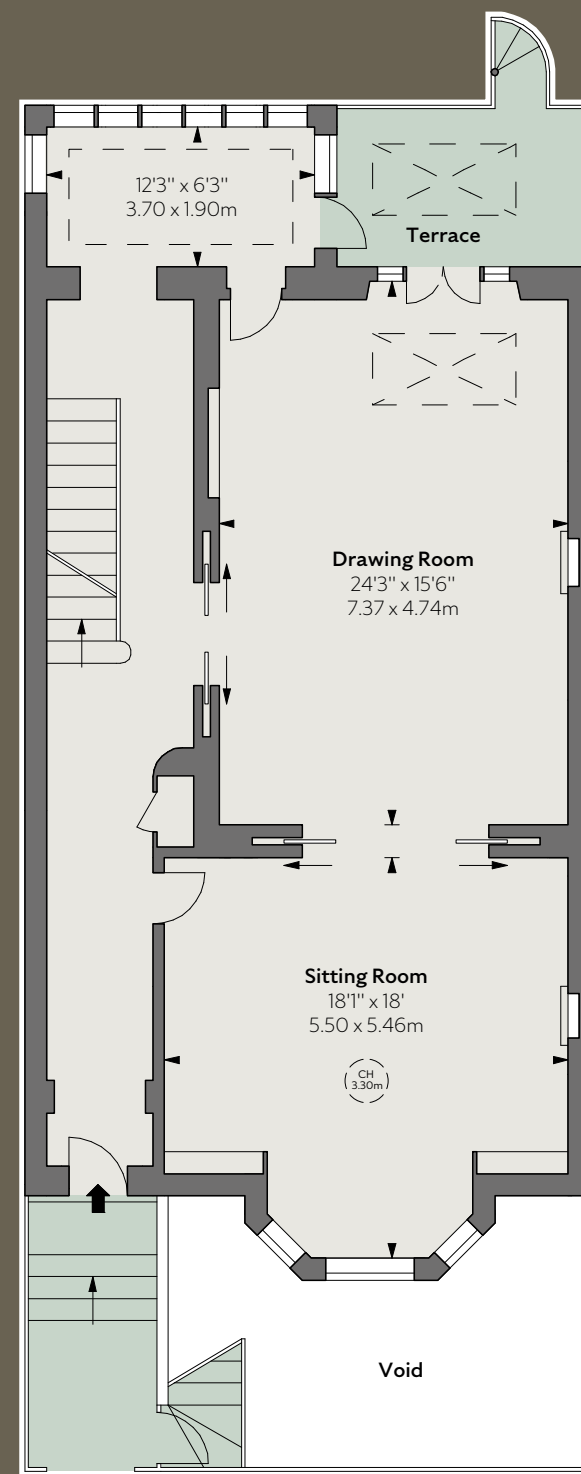 12'3" x 6'3"
3.70 x 1.90m
Terrace
Drawing Room
24'3" x 15'6"
7.37 x 4.74m
Sitting Room
18'1" x 18'
5.50 x 5.46m
CH
3.30m
Void